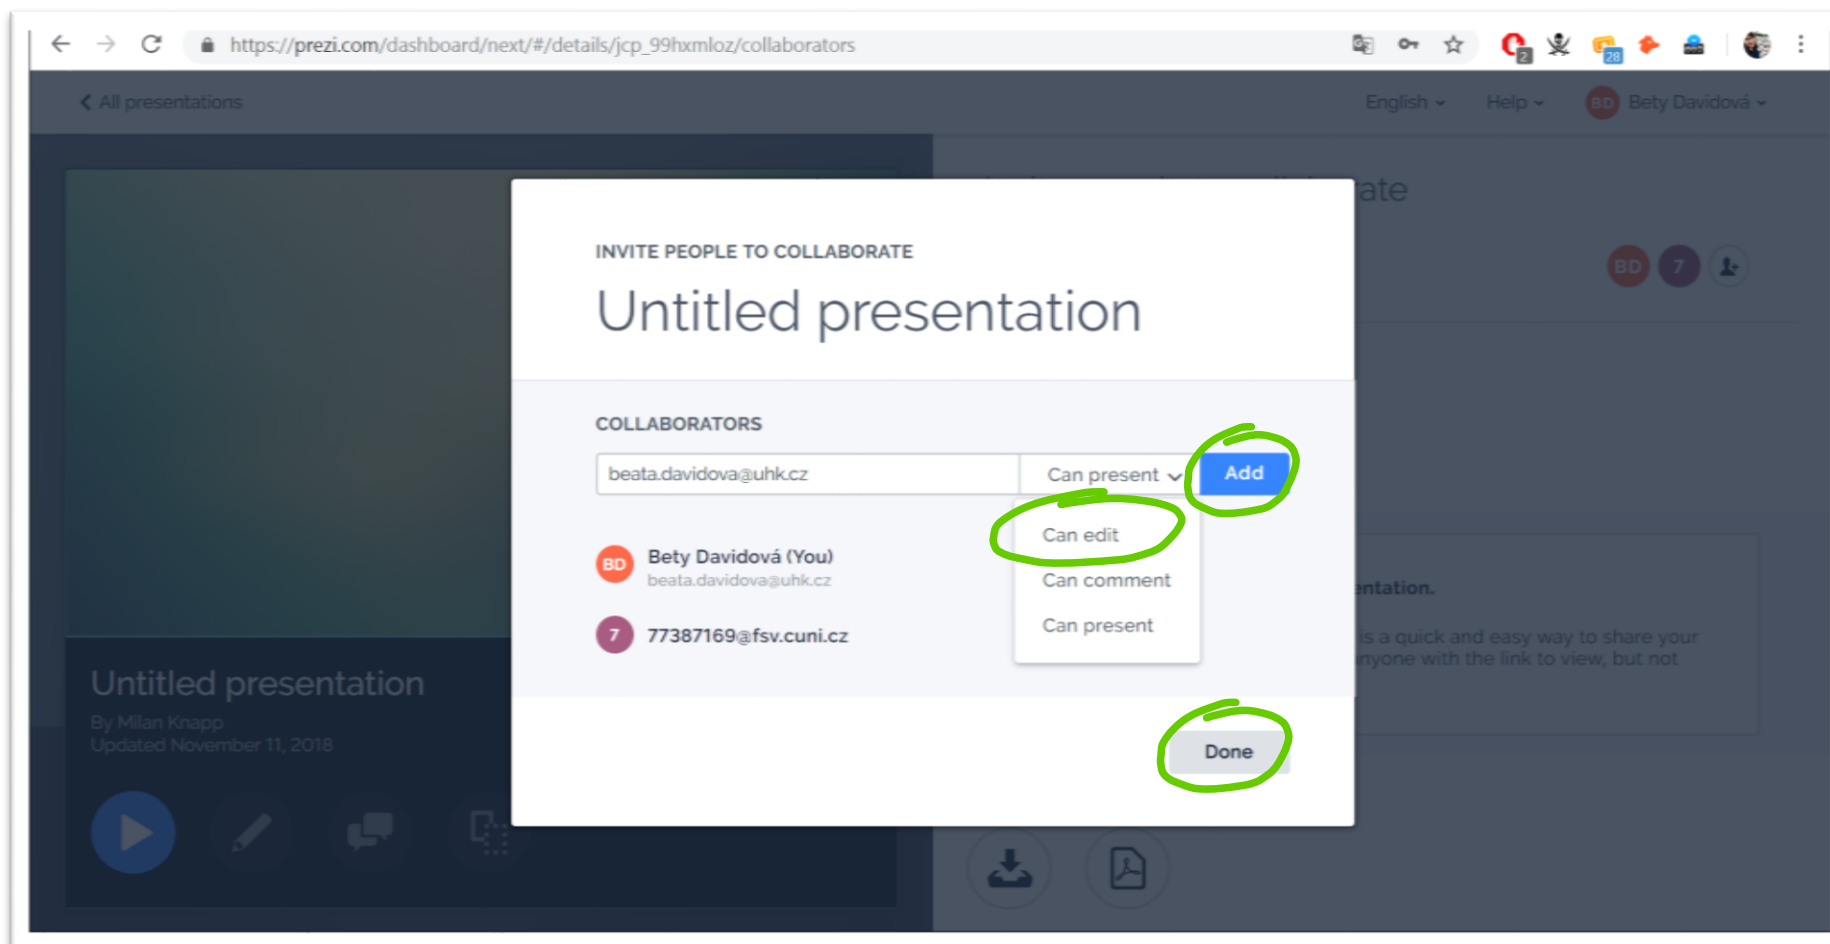 https://prezi.com/dashboard/next/#/details/jcp_99hxmloz/collaborators
2
28
All presentations
English
Help
BD
Bety Davidová
ate
BD
7
INVITE PEOPLE TO COLLABORATE
Untitled presentation
COLLABORATORS
beata.davidova@uhk.cz
Can present
Add
Can edit
Can comment
Can present
BD
Bety Davidová (You)
beata.davidova@uhk.cz
7
77387169@fsv.cuni.cz
Done
entation.
is a quick and easy way to share your
nyone with the link to view, but not
Untitled presentation
By Milan Knapp
Updated November 11, 2018